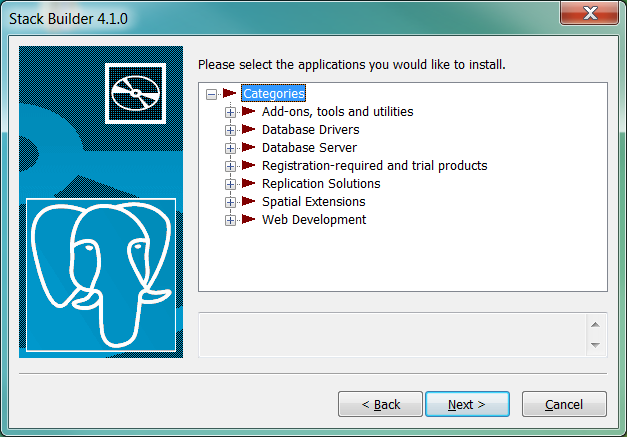 Stack Builder 4.1.0
Please select the applications you would like to install.
Categories
Add-ons, tools and utilities
Database Drivers
Database Server
Registration-required and trial products
Replication Solutions
Spatial Extensions
Web Development
< Back
Next >
Cancel